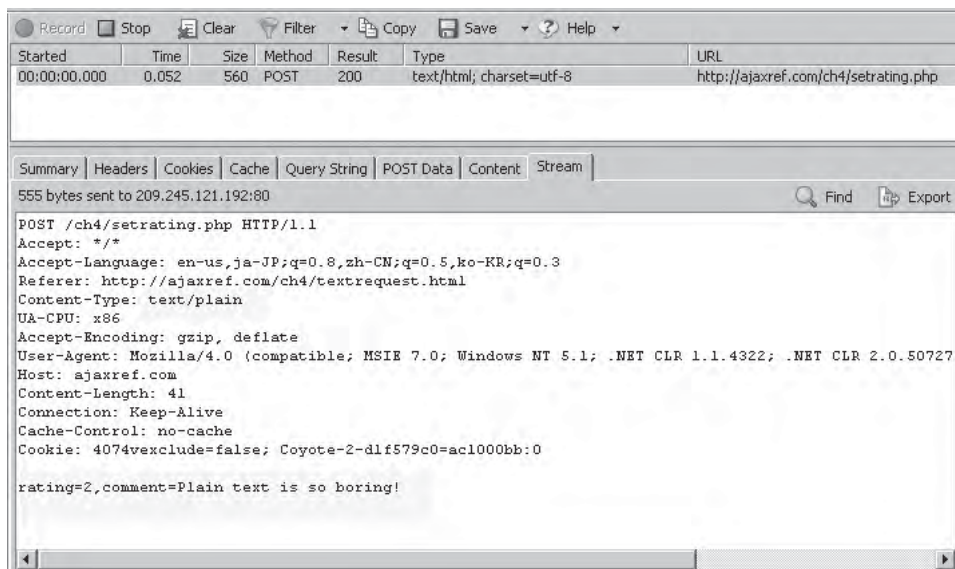 Record Stop Clear Filter Copy Save Help
Started Time Size Method Result Type URL
00:00:00.000 0.052 560 POST 200 text/html; charset=utf-8 http://ajaxref.com/ch4/setrating.php
Summary Headers Cookies Cache Query String POST Data Content Stream
555 bytes sent to 209.245.121.192:80 Find Export
POST /ch4/setrating.php HTTP/1.1
Accept: */*
Accept-Language: en-us,ja-JP;q=0.8,zh-CN;q=0.5,ko-KR;q=0.3
Referer: http://ajaxref.com/ch4/textrequest.html
Content-Type: text/plain
UA-CPU: x86
Accept-Encoding: gzip, deflate
User-Agent: Mozilla/4.0 (compatible; MSIE 7.0; Windows NT 5.1; .NET CLR 1.1.4322; .NET CLR 2.0.50727
Host: ajaxref.com
Content-Length: 41
Connection: Keep-Alive
Cache-Control: no-cache
Cookie: 4074vexclude=false; Coyote-2-d1f579c0=ac1000bb:0
rating=2,comment=Plain text is so boring!